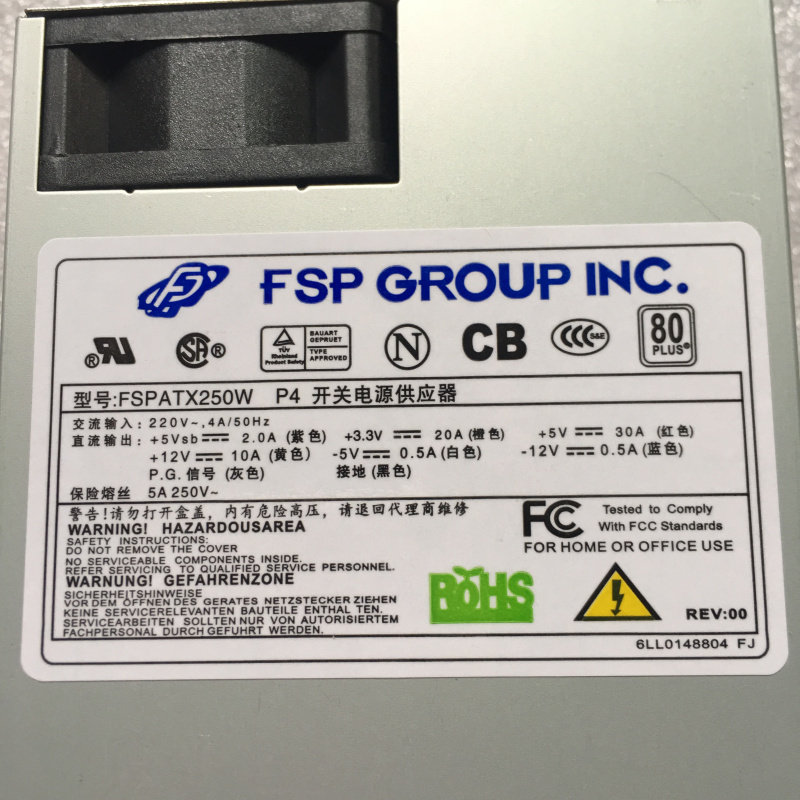 FSP GROUP INC.
R UL SA ® TÜV Rheinland Product Safety BAUART GEPRUEFT TYPE APPROVED N CB CCC S&E 80 PLUS®
型号:FSPATX250W P4 开关电源供应器
交流输入:220V~,4A/50Hz
直流输出:+5Vsb 2.0A (紫色) +3.3V 20A (橙色) +5V 30A (红色)
+12V 10A (黄色) -5V 0.5A (白色) -12V 0.5A (蓝色)
P.G. 信号 (灰色) 接地 (黑色)
保险熔丝 5A 250V~
警告!请勿打开盒盖,内有危险高压,请退回代理商维修
WARNING! HAZARDOUSAREA
SAFETY INSTRUCTIONS:
DO NOT REMOVE THE COVER
NO SERVICEABLE COMPONENTS INSIDE.
REFER SERVICING TO QUALIFIED SERVICE PERSONNEL.
WARNUNG! GEFAHRENZONE
SICHERHEITSHINWEISE
VOR DEM ÖFFNEN DES GERATES NETZSTECKER ZIEHEN
KEINE SERVICERELEVANTEN BAUTEILE ENTHAL TEN.
SERVICEARBEITEN SOLLTEN NUR VON AUTORISIERTEM
FACHPERSONAL DURCH GEFUHRT WERDEN.
FCC Tested to Comply
With FCC Standards
FOR HOME OR OFFICE USE
ROHS
REV:00
6LL0148804 FJ